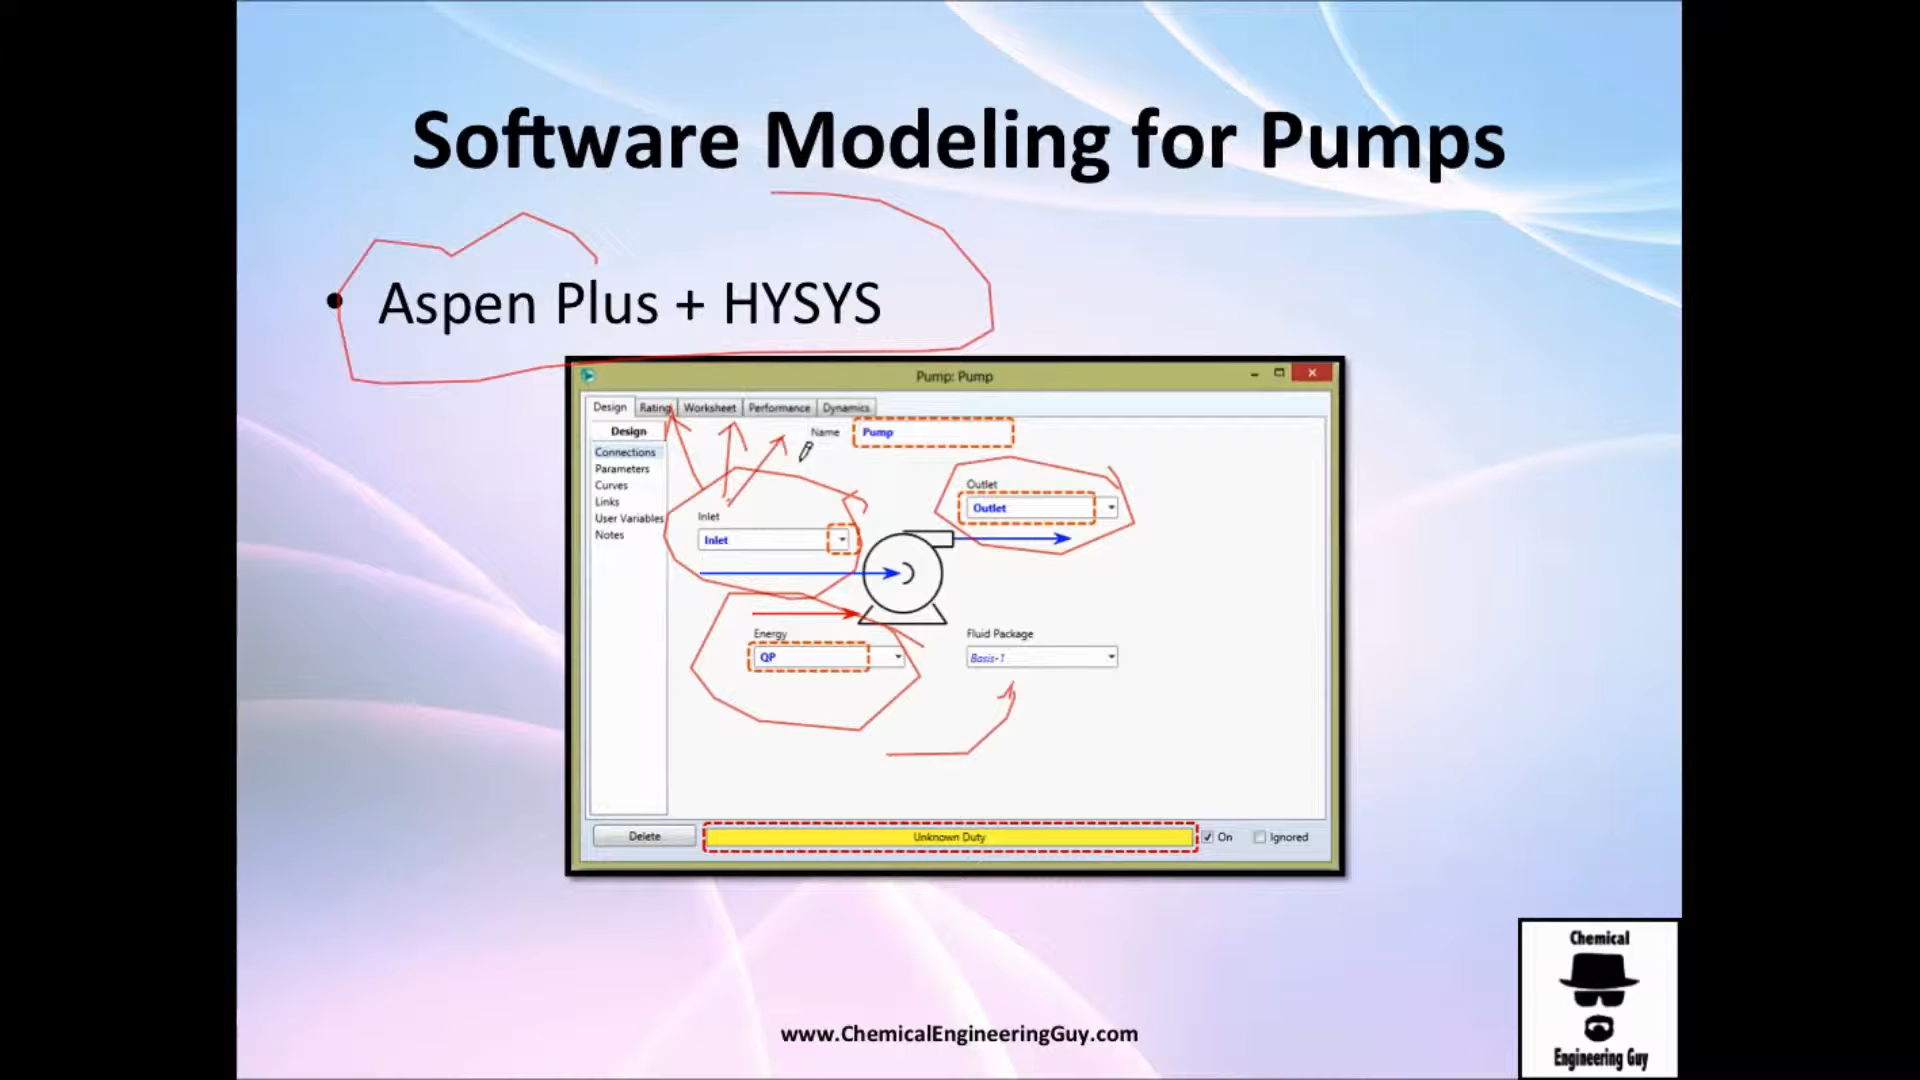 Software Modeling for Pumps
• Aspen Plus + HYSYS
Pump: Pump
Design Rating Worksheet Performance Dynamics
Design
Connections
Parameters
Curves
Links
User Variables
Notes
Name Pump
Outlet
Outlet
Inlet
Inlet
Energy
QP
Fluid Package
Basis-1
Delete
Unknown Duty
On
Ignored
www.ChemicalEngineeringGuy.com
Chemical
Engineering Guy